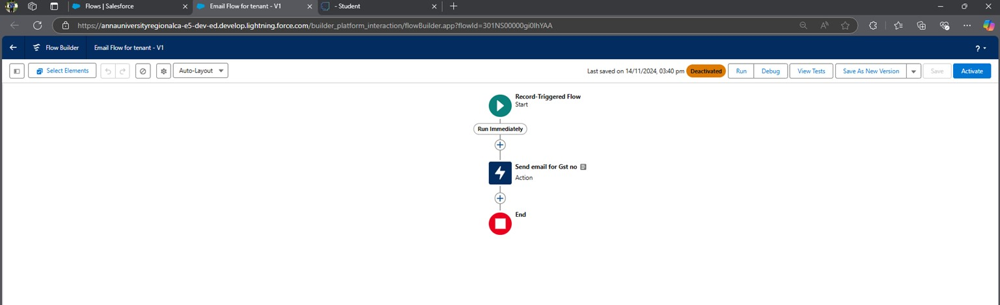 Flows | Salesforce
Email Flow for tenant - V1
- Student
https://annauniversityregionalca-e5-dev-ed.develop.lightning.force.com/builder_platform_interaction/flowBuilder.app?flowId=301NS00000gi0IhYAA
Flow Builder
Email Flow for tenant - V1
?
Select Elements
Auto-Layout
Last saved on 14/11/2024, 03:40 pm
Deactivated
Run
Debug
View Tests
Save As New Version
Save
Activate
Record-Triggered Flow
Start
Run Immediately
Send email for Gst no
Action
End